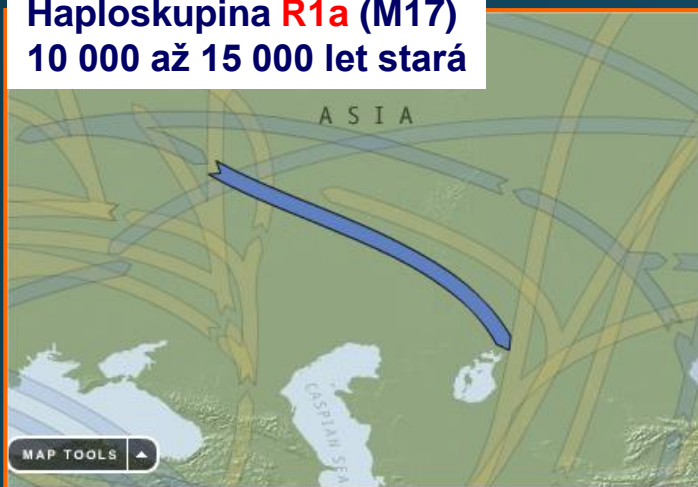 Haploskupina R1a (M17)
10 000 až 15 000 let stará
ASIA
CASPIAN SEA
MAP TOOLS